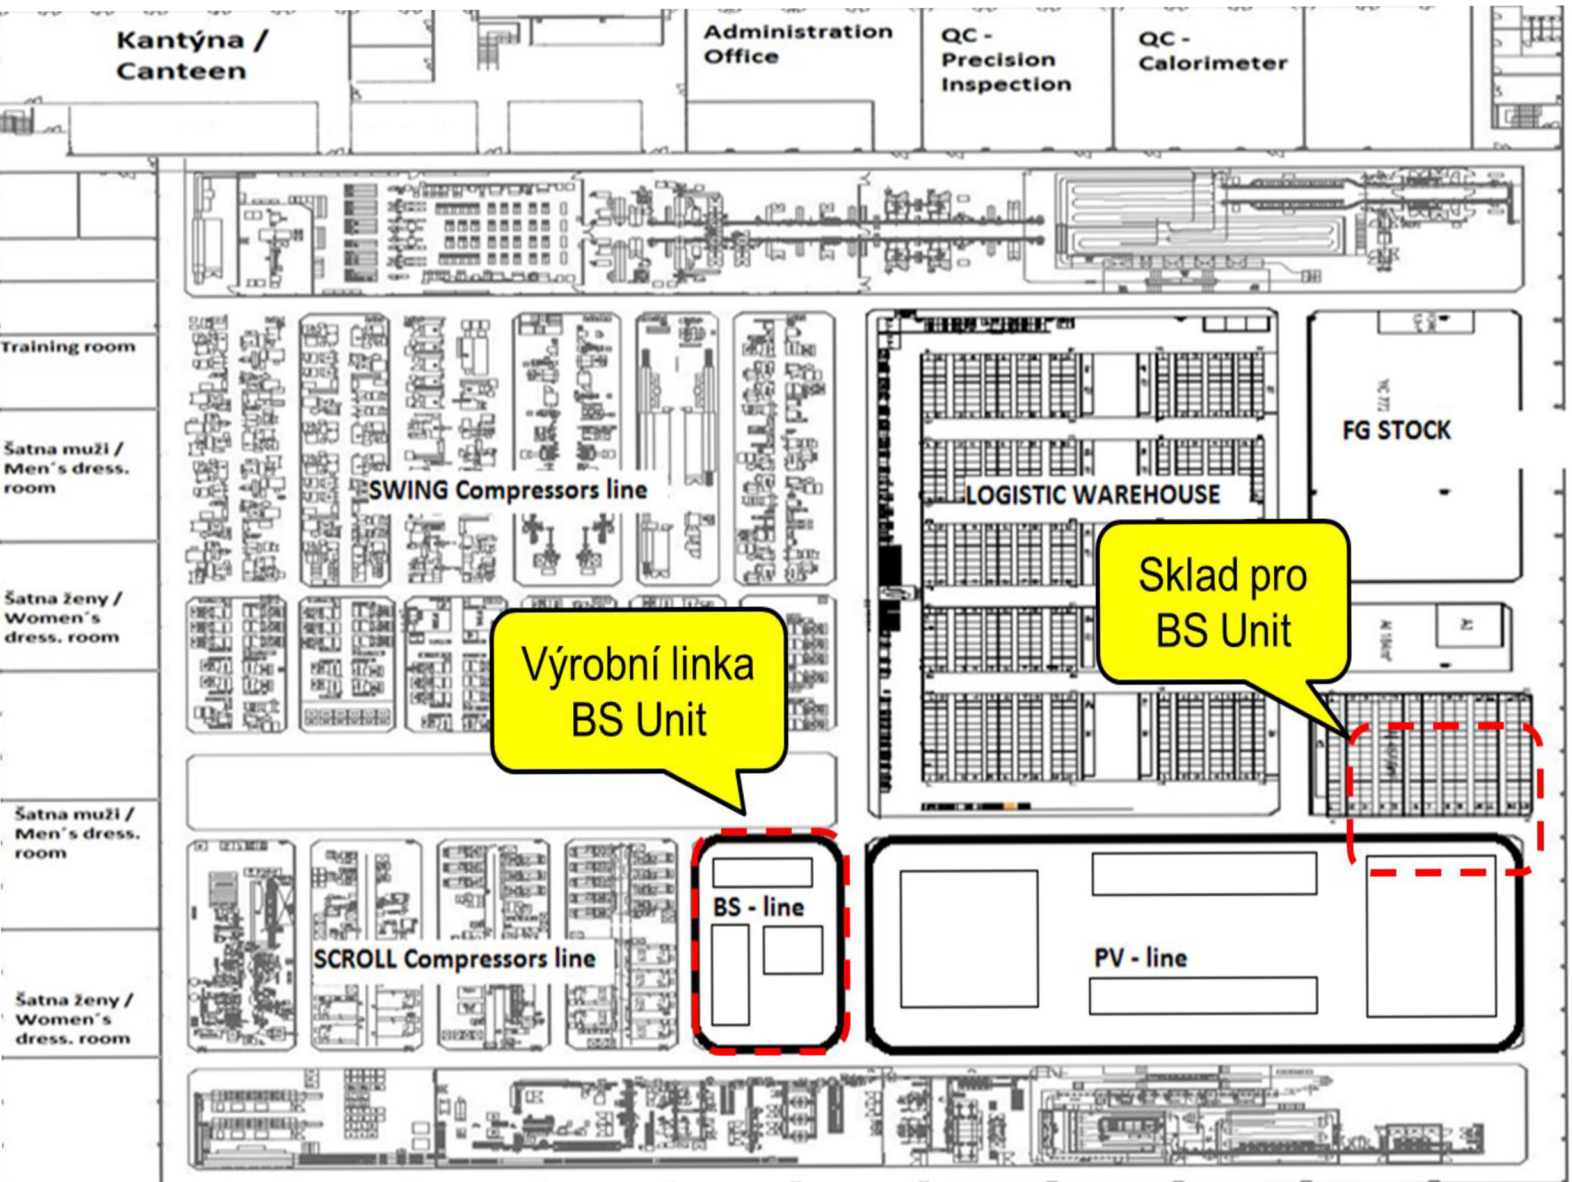 Kantýna /
Canteen
Administration
Office
QC -
Precision
Inspection
QC -
Calorimeter
Training room
Šatna muži /
Men´s dress.
room
Šatna ženy /
Women´s
dress. room
Šatna muži /
Men´s dress.
room
Šatna ženy /
Women´s
dress. room
SWING Compressors line
LOGISTIC WAREHOUSE
FG STOCK
Sklad pro
BS Unit
Výrobní linka
BS Unit
SCROLL Compressors line
BS - line
PV - line